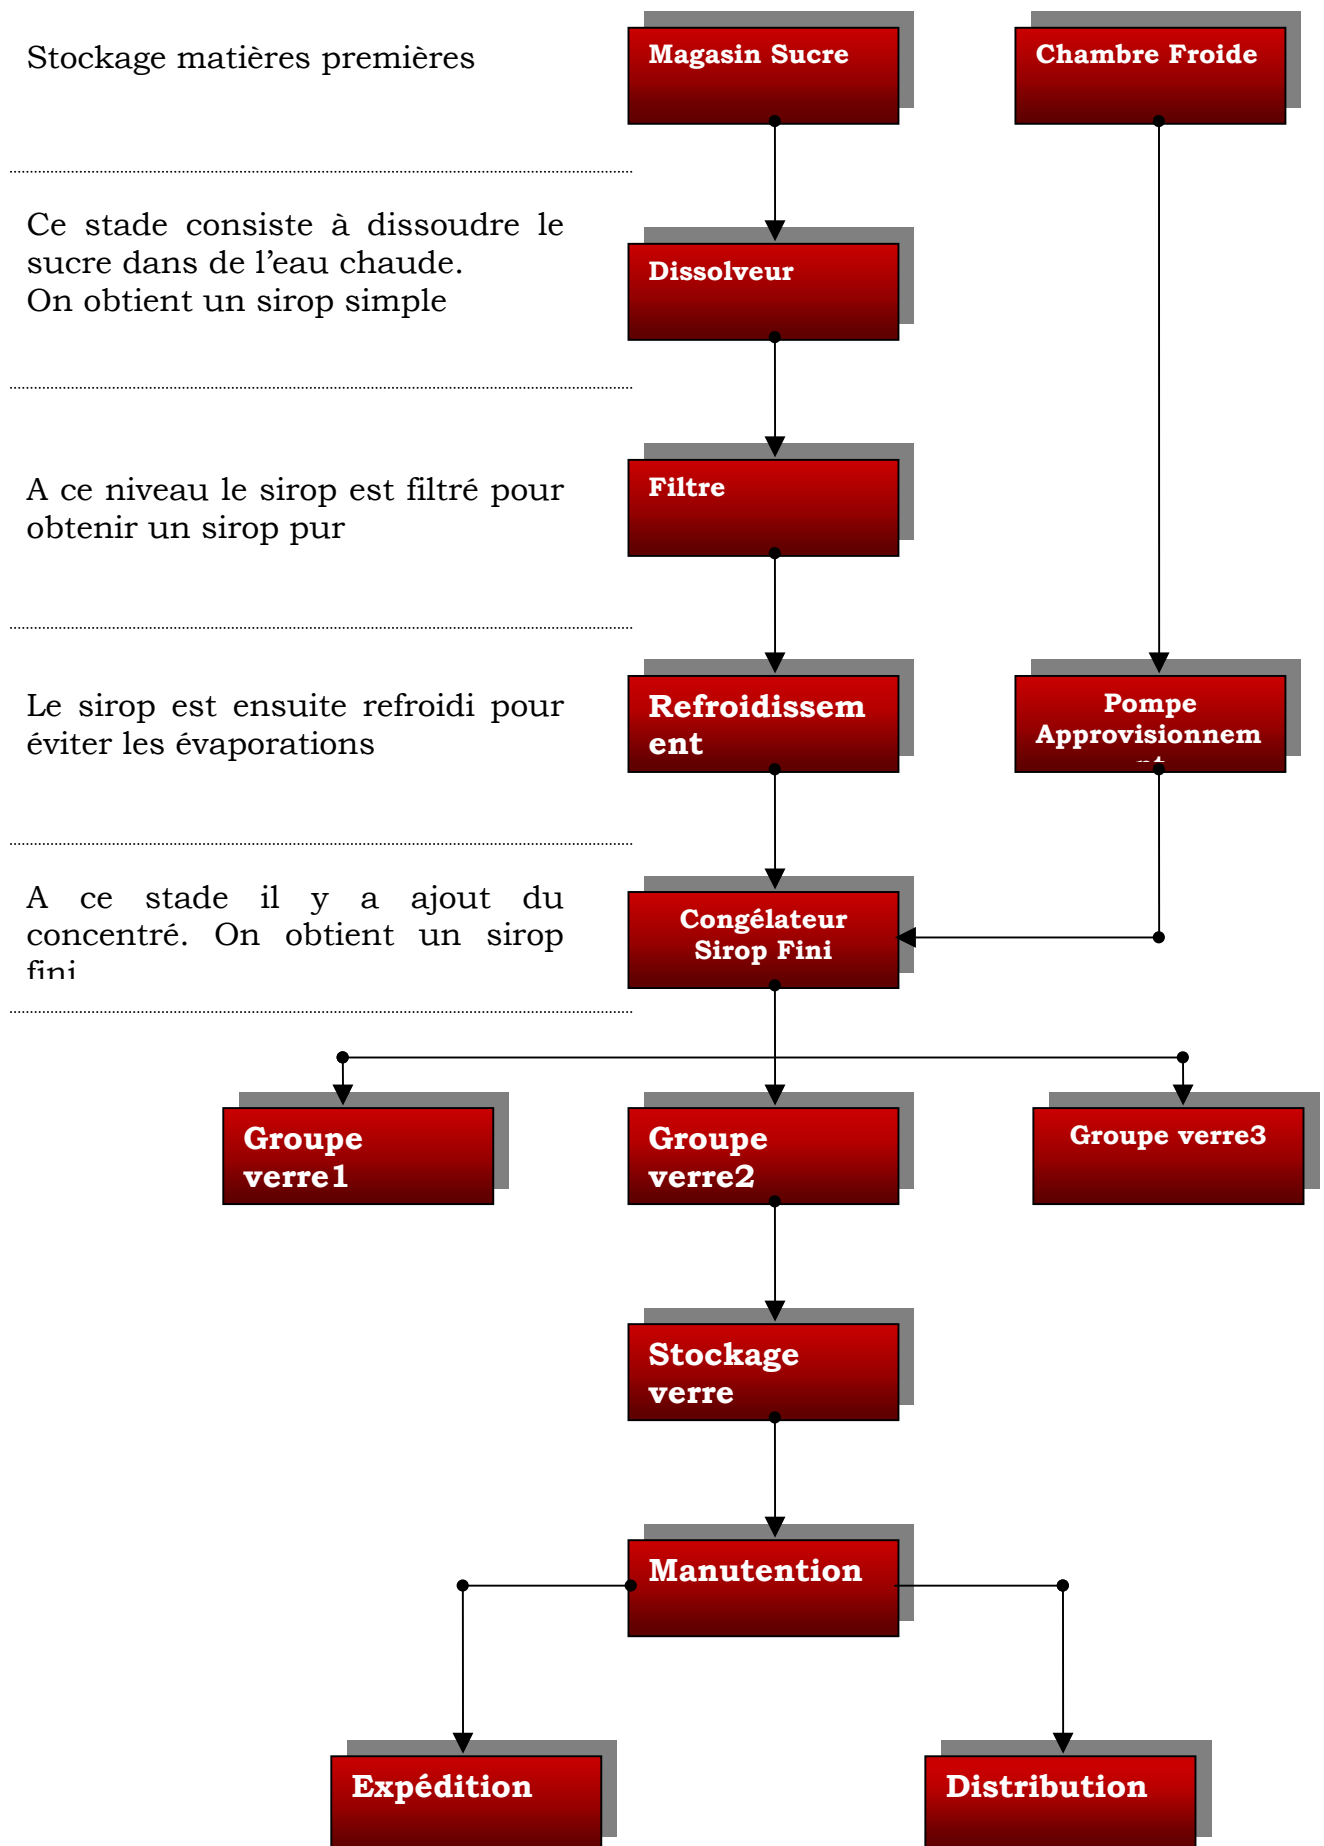 Stockage matières premières
Magasin Sucre
Chambre Froide
Ce stade consiste à dissoudre le
sucre dans de l'eau chaude.
On obtient un sirop simple
Dissolveur
A ce niveau le sirop est filtré pour
obtenir un sirop pur
Filtre
Le sirop est ensuite refroidi pour
éviter les évaporations
Refroidissem
ent
Pompe
Approvisionnem
A ce stade il y a ajout du
concentré. On obtient un sirop
fini
Congélateur
Sirop Fini
Groupe
verre1
Groupe
verre2
Groupe verre3
Stockage
verre
Manutention
Expédition
Distribution